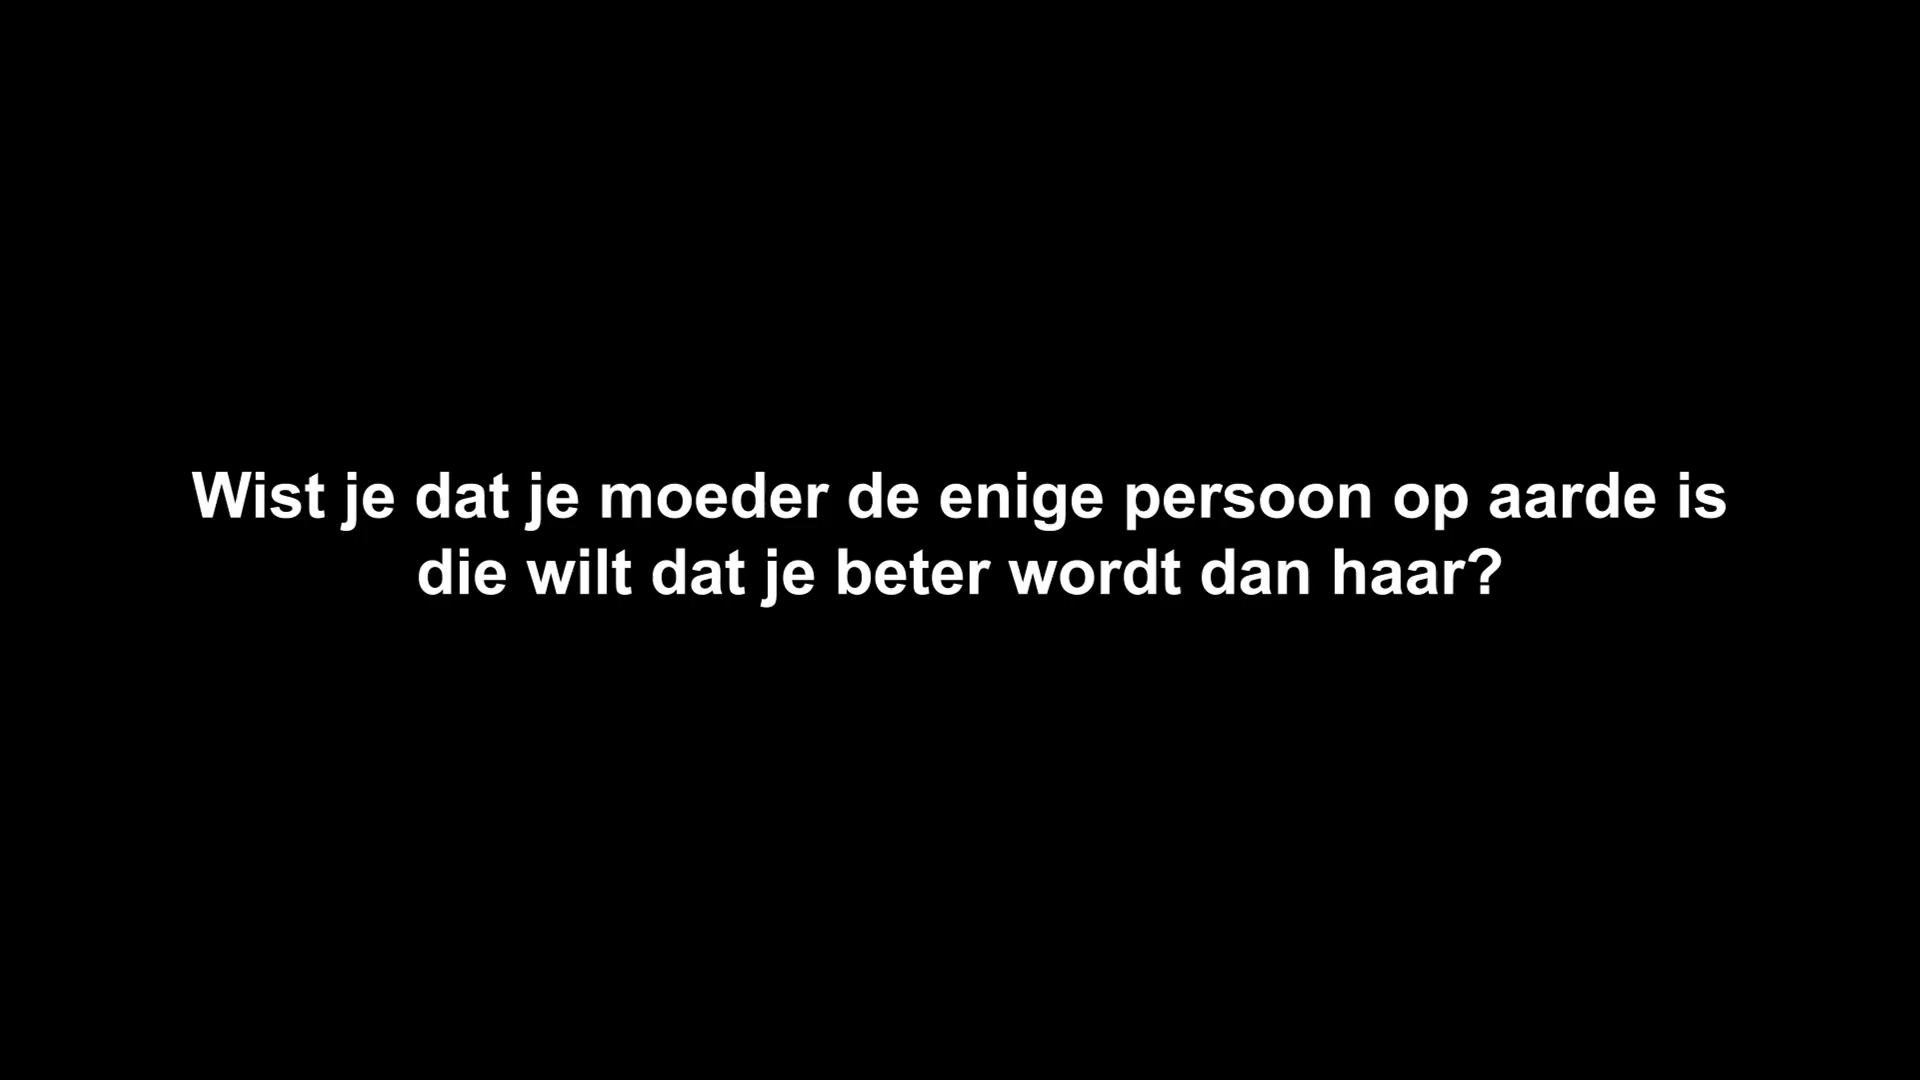 Wist je dat je moeder de enige persoon op aarde is
die wilt dat je beter wordt dan haar?